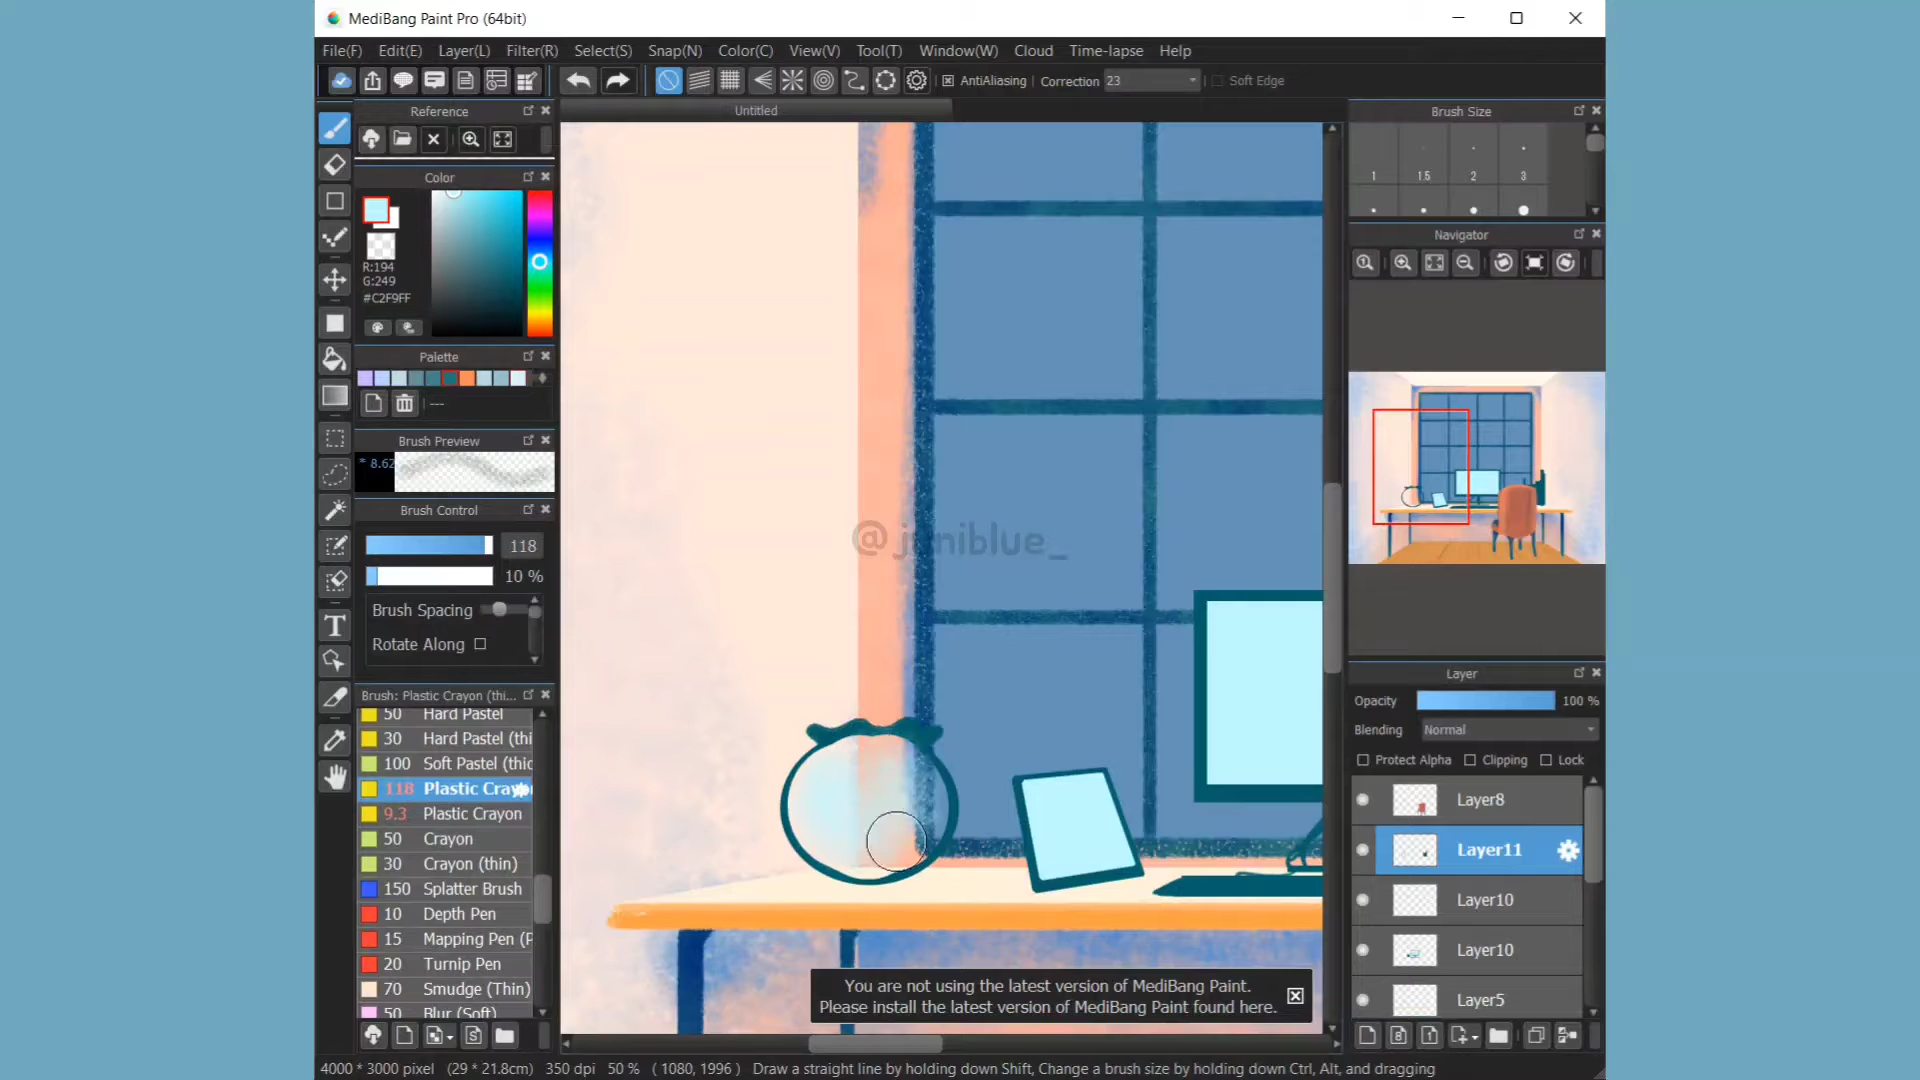 MediBang Paint Pro (64bit)
File(F) Edit(E) Layer(L) Filter(R) Select(S) Snap(N) Color(C) View(V) Tool(T) Window(W) Cloud Time-lapse Help
AntiAliasing Correction 23 Soft Edge
Reference
Untitled
Brush Size
1 1.5 2 3
Color
R:194
G:249
#C2F9FF
Navigator
Palette
---
Brush Preview
* 8.62
Brush Control
118
10 %
Brush Spacing
Rotate Along
Brush: Plastic Crayon (thi...
50 Hard Pastel
30 Hard Pastel (thi
100 Soft Pastel (thic
118 Plastic Crayo
9.3 Plastic Crayon
50 Crayon
30 Crayon (thin)
150 Splatter Brush
10 Depth Pen
15 Mapping Pen (P
20 Turnip Pen
70 Smudge (Thin)
50 Blur (Soft)
@juniblue_
Layer
Opacity 100 %
Blending Normal
Protect Alpha Clipping Lock
Layer8
Layer11
Layer10
Layer10
Layer5
You are not using the latest version of MediBang Paint.
Please install the latest version of MediBang Paint found here.
4000 * 3000 pixel (29 * 21.8cm) 350 dpi 50 % ( 1080, 1996 ) Draw a straight line by holding down Shift, Change a brush size by holding down Ctrl, Alt, and dragging